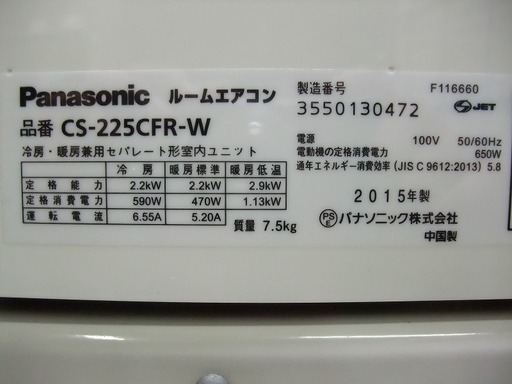 Panasonic ルームエアコン
品番 CS-225CFR-W
冷房・暖房兼用セパレート形室内ユニット
冷房 暖房標準 暖房低温
定格能力 2.2kW 2.2kW 2.9kW
定格消費電力 590W 470W 1.13kW
運転電流 6.55A 5.20A
質量 7.5kg
製造番号 F116660
3550130472 JET
電源 100V 50/60Hz
電動機の定格消費電力 650W
通年エネルギー消費効率 (JIS C 9612:2013) 5.8
2015年製
PS E パナソニック株式会社
中国製